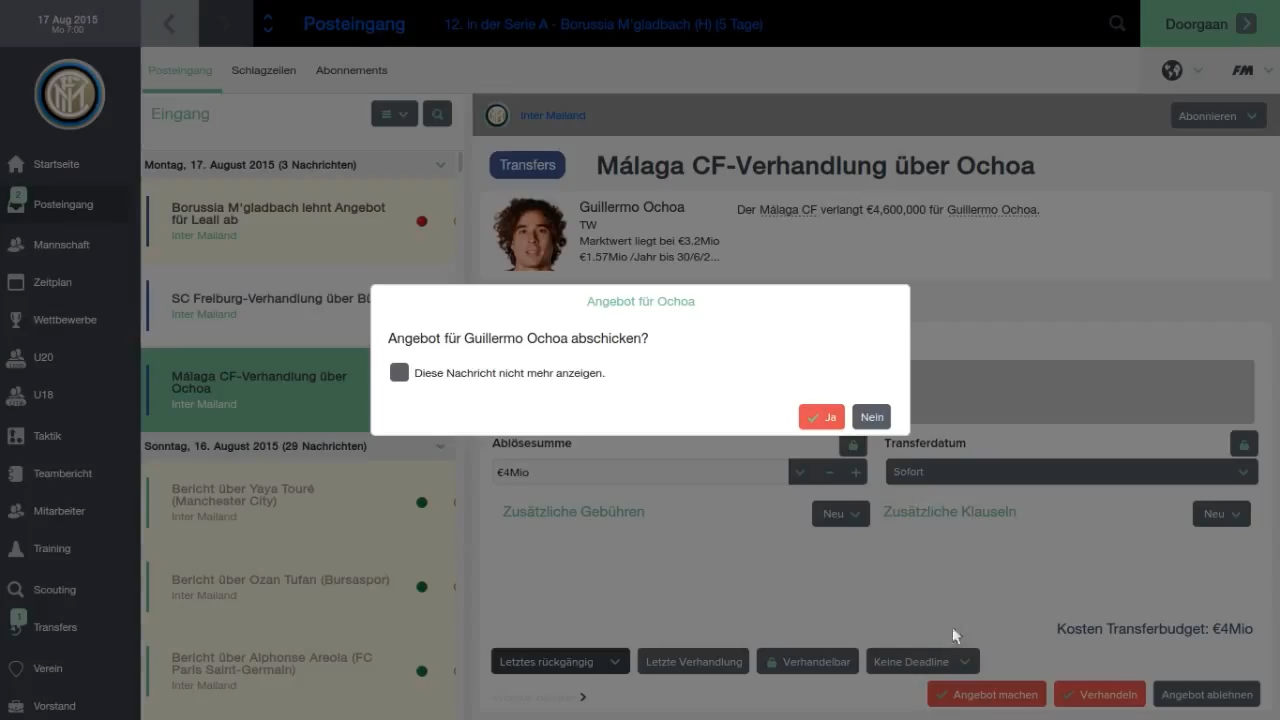 17 Aug 2015
Mo 7:00
Posteingang
12. in der Serie A - Borussia M'gladbach (H) (5 Tage)
Doorgaan
Posteingang
Schlagzeilen
Abonnements
FM
Eingang
Inter Mailand
Abonnieren
Startseite
Posteingang
2
Mannschaft
Zeitplan
Wettbewerbe
U20
U18
Taktik
Teambericht
Mitarbeiter
Training
Scouting
Transfers
1
Verein
Vorstand
Montag, 17. August 2015 (3 Nachrichten)
Borussia M'gladbach lehnt Angebot
für Leali ab
Inter Mailand
SC Freiburg-Verhandlung über Bü
Inter Mailand
Málaga CF-Verhandlung über
Ochoa
Inter Mailand
Sonntag, 16. August 2015 (29 Nachrichten)
Bericht über Yaya Touré
(Manchester City)
Inter Mailand
Bericht über Ozan Tufan (Bursaspor)
Inter Mailand
Bericht über Alphonse Areola (FC
Paris Saint-Germain)
Inter Mailand
Transfers
Málaga CF-Verhandlung über Ochoa
Guillermo Ochoa
TW
Marktwert liegt bei €3.2Mio
€1.57Mio /Jahr bis 30/6/2...
Der Málaga CF verlangt €4,600,000 für Guillermo Ochoa.
Angebot für Ochoa
Angebot für Guillermo Ochoa abschicken?
Diese Nachricht nicht mehr anzeigen.
Ja
Nein
Ablösesumme
€4Mio
Transferdatum
Sofort
Zusätzliche Gebühren
Neu
Zusätzliche Klauseln
Neu
Kosten Transferbudget: €4Mio
Letztes rückgängig
Letzte Verhandlung
Verhandelbar
Keine Deadline
Angebot machen
Verhandeln
Angebot ablehnen